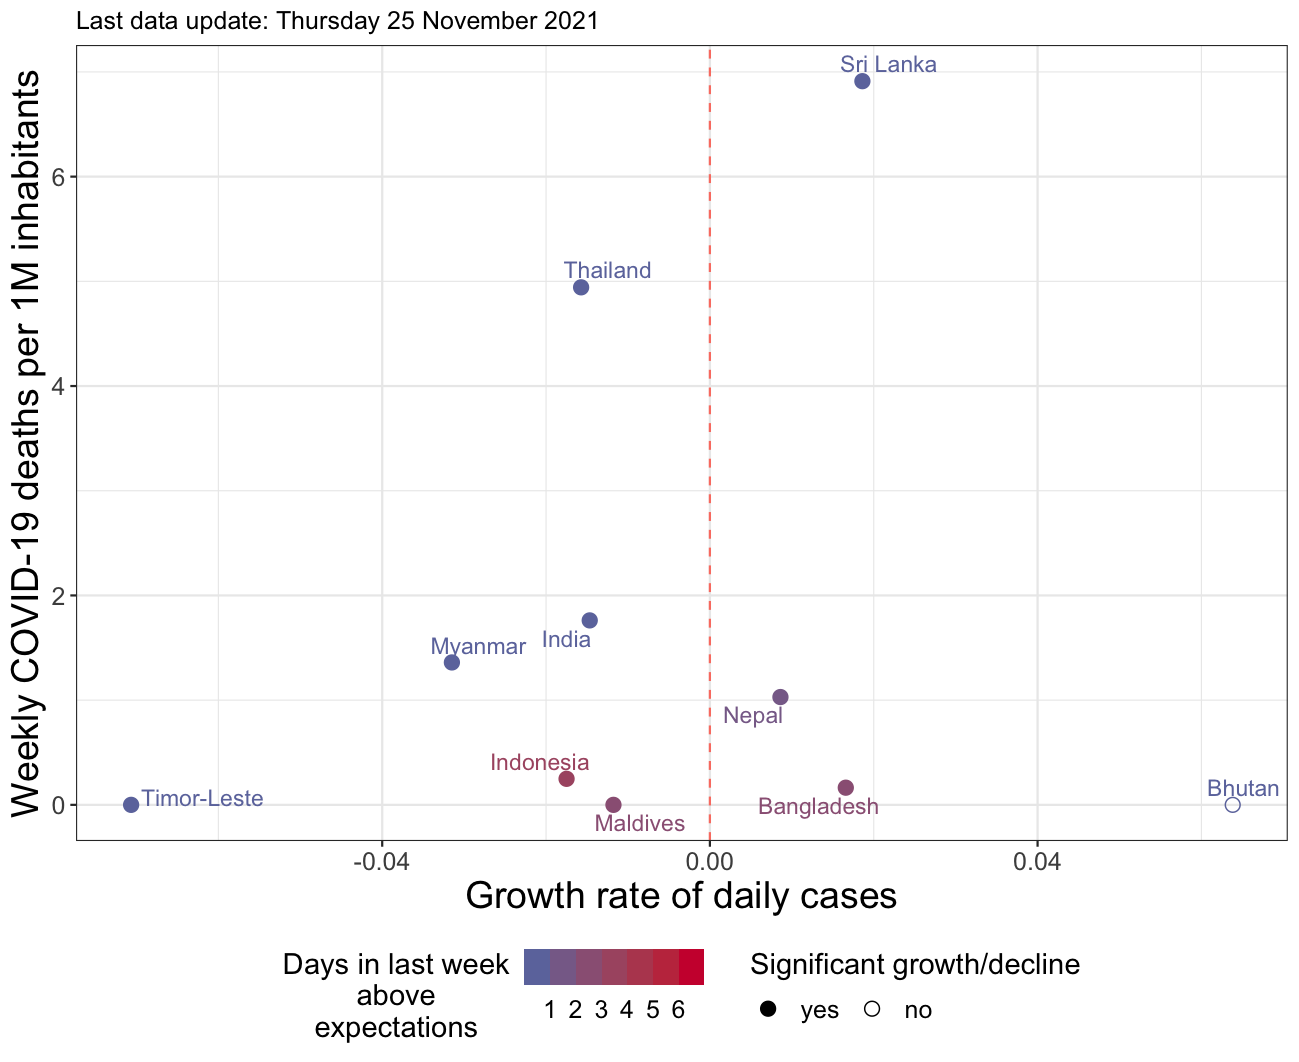 Last data update: Thursday 25 November 2021
Weekly COVID-19 deaths per 1M inhabitants
6
4
2
0
Sri Lanka
Thailand
India
Myanmar
Nepal
Indonesia
Bangladesh
Maldives
Timor-Leste
Bhutan
-0.04
0.00
0.04
Growth rate of daily cases
Days in last week
above
expectations
1 2 3 4 5 6
Significant growth/decline
yes
no